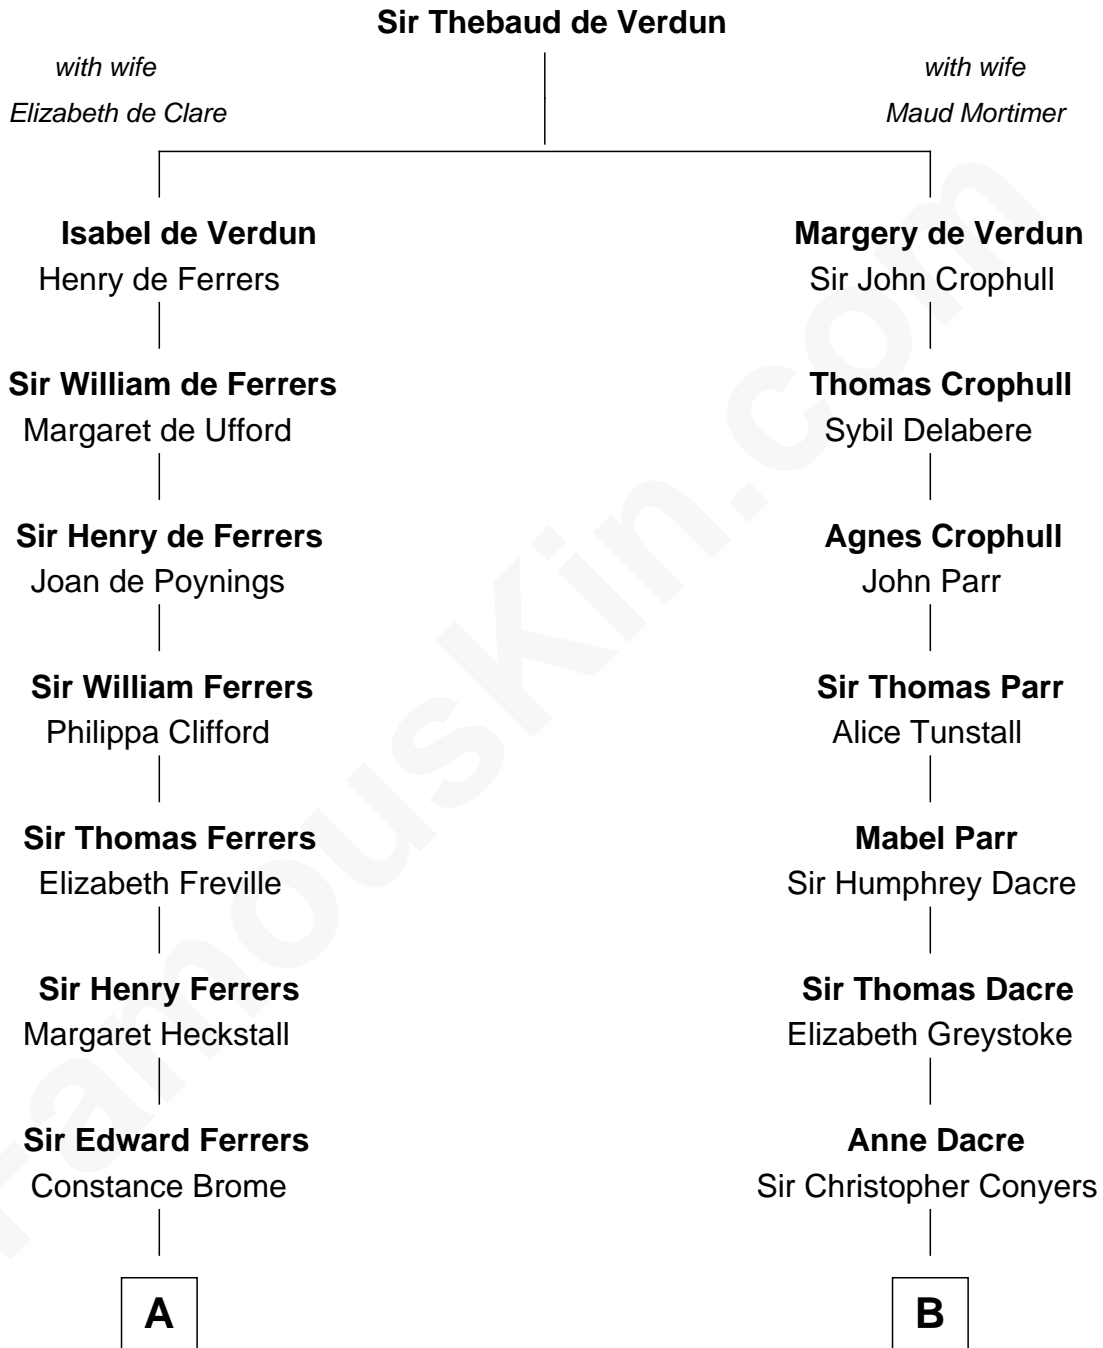 Sir Thebaud de Verdun
with wife
Elizabeth de Clare
with wife
Maud Mortimer
Isabel de Verdun
Henry de Ferrers
Margery de Verdun
Sir John Crophull
Sir William de Ferrers
Margaret de Ufford
Thomas Crophull
Sybil Delabere
Sir Henry de Ferrers
Joan de Poynings
Agnes Crophull
John Parr
Sir William Ferrers
Philippa Clifford
Sir Thomas Parr
Alice Tunstall
Sir Thomas Ferrers
Elizabeth Freville
Mabel Parr
Sir Humphrey Dacre
Sir Henry Ferrers
Margaret Heckstall
Sir Thomas Dacre
Elizabeth Greystoke
Sir Edward Ferrers
Constance Brome
Anne Dacre
Sir Christopher Conyers
A
B
FamousKin.com